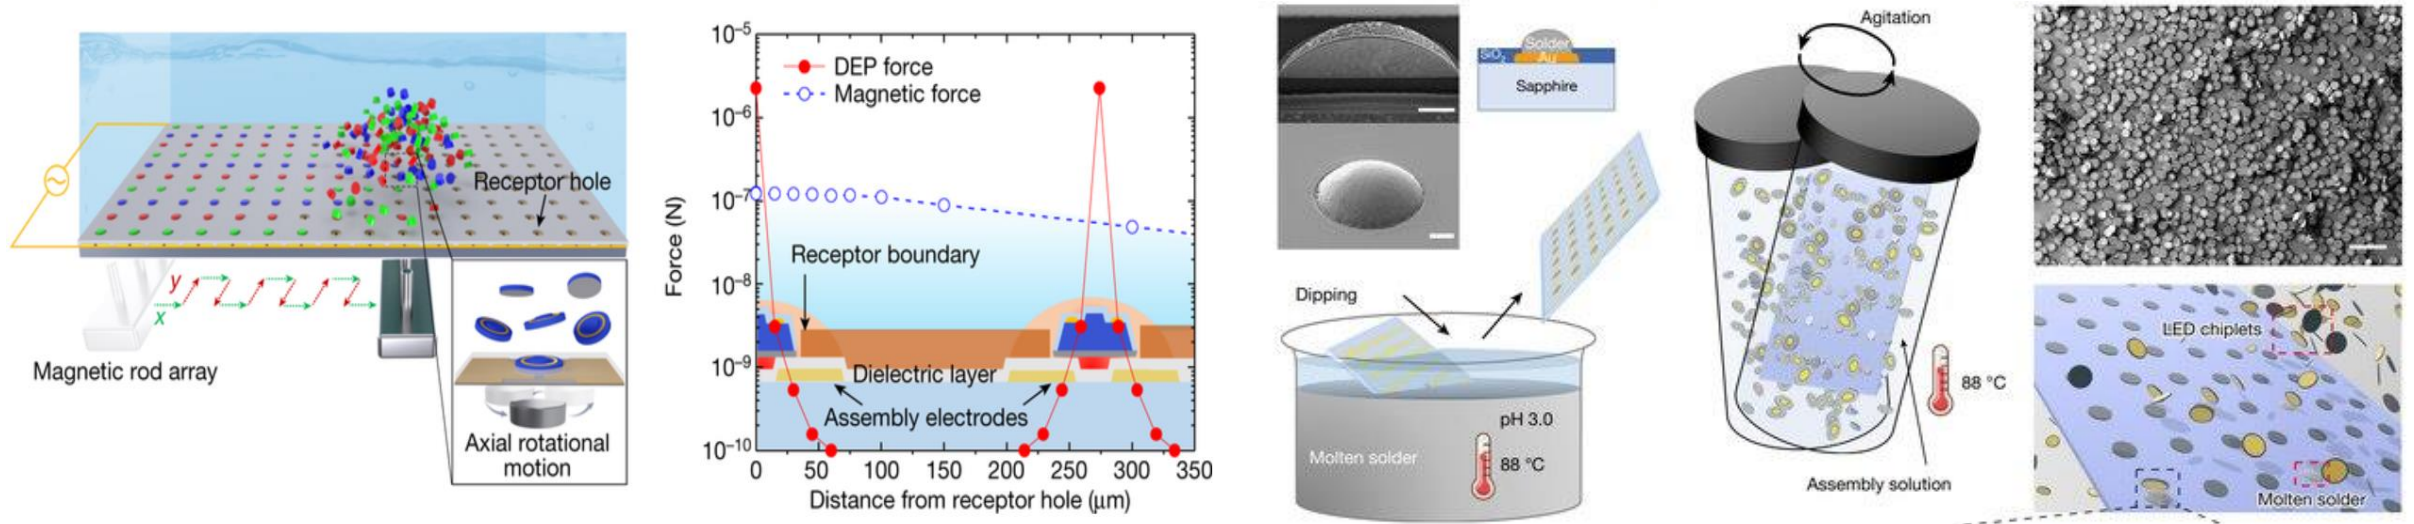 Receptor hole
y
x
Magnetic rod array
Axial rotational
motion
Force (N)
10⁻⁵
10⁻⁶
10⁻⁷
10⁻⁸
10⁻⁹
10⁻¹⁰
DEP force
Magnetic force
Receptor boundary
Dielectric layer
Assembly electrodes
0 50 100 150 200 250 300 350
Distance from receptor hole (μm)
Solder
SiO₂
Au
Sapphire
Dipping
pH 3.0
Molten solder
88 °C
Agitation
88 °C
Assembly solution
LED chiplets
Molten solder